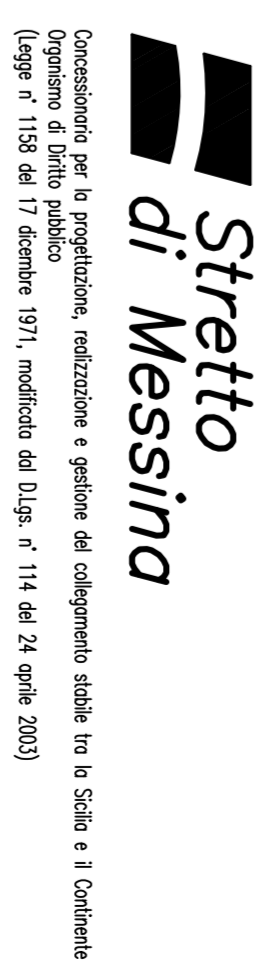 Stretto
di Messina
Concessionaria per la progettazione, realizzazione e gestione del collegamento stabile tra la Sicilia e il Continente
Organismo di Diritto pubblico
(Legge n° 1158 del 17 dicembre 1971, modificata dal D.Lgs. n° 114 del 24 aprile 2003)